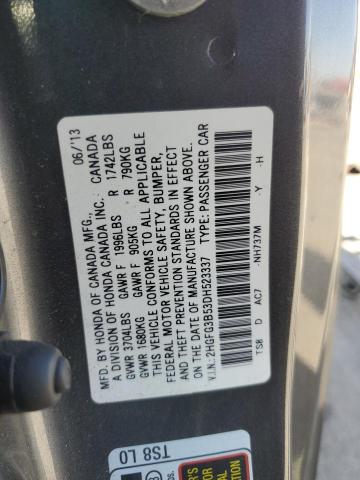 MFD. BY HONDA OF CANADA MFG., 06/'13
A DIVISION OF HONDA CANADA INC. CANADA
GVWR 3704LBS GAWR F 1996LBS R 1742LBS
GVWR 1680KG GAWR F 905KG R 790KG
THIS VEHICLE CONFORMS TO ALL APPLICABLE
FEDERAL MOTOR VEHICLE SAFETY, BUMPER,
AND THEFT PREVENTION STANDARDS IN EFFECT
ON THE DATE OF MANUFACTURE SHOWN ABOVE.
V.I.N.: 2HGFG3B53DH523337 TYPE: PASSENGER CAR
TS8 D AC7 -NH737M -Y -H
TS8 L0